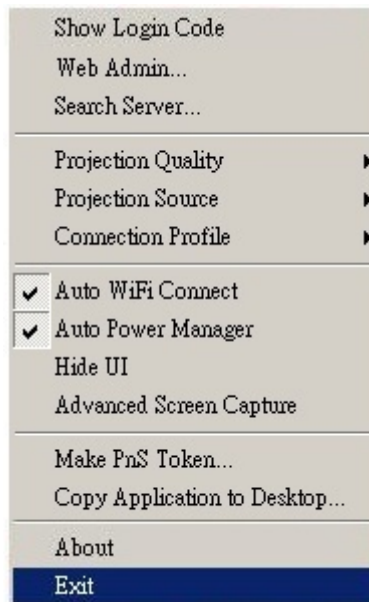 Show Login Code
Web Admin...
Search Server...
Projection Quality
Projection Source
Connection Profile
Auto WiFi Connect
Auto Power Manager
Hide UI
Advanced Screen Capture
Make PnS Token...
Copy Application to Desktop...
About
Exit